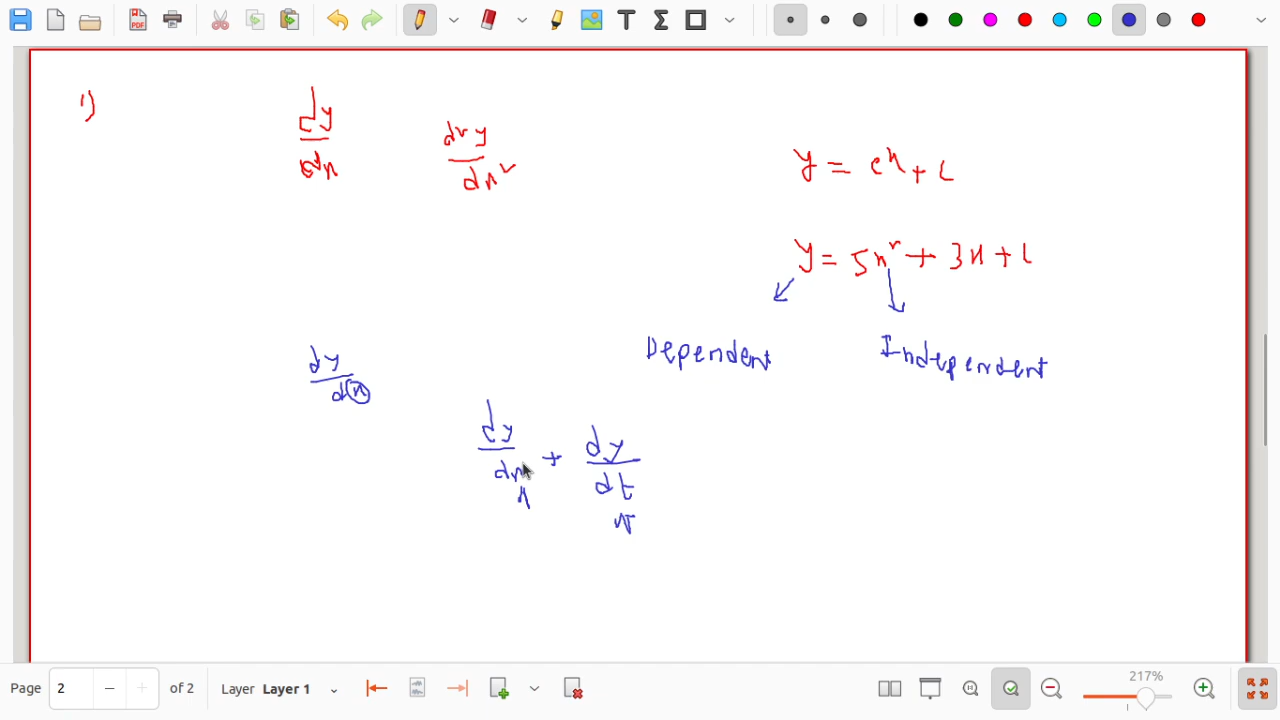 1)
dy/dx
d²y/dx²
y = e^x + c
y = 5x² + 3x + c
Dependent
Independent
dy/dx
dy/dx + dy/dt
Page 2 of 2
Layer Layer 1
217%